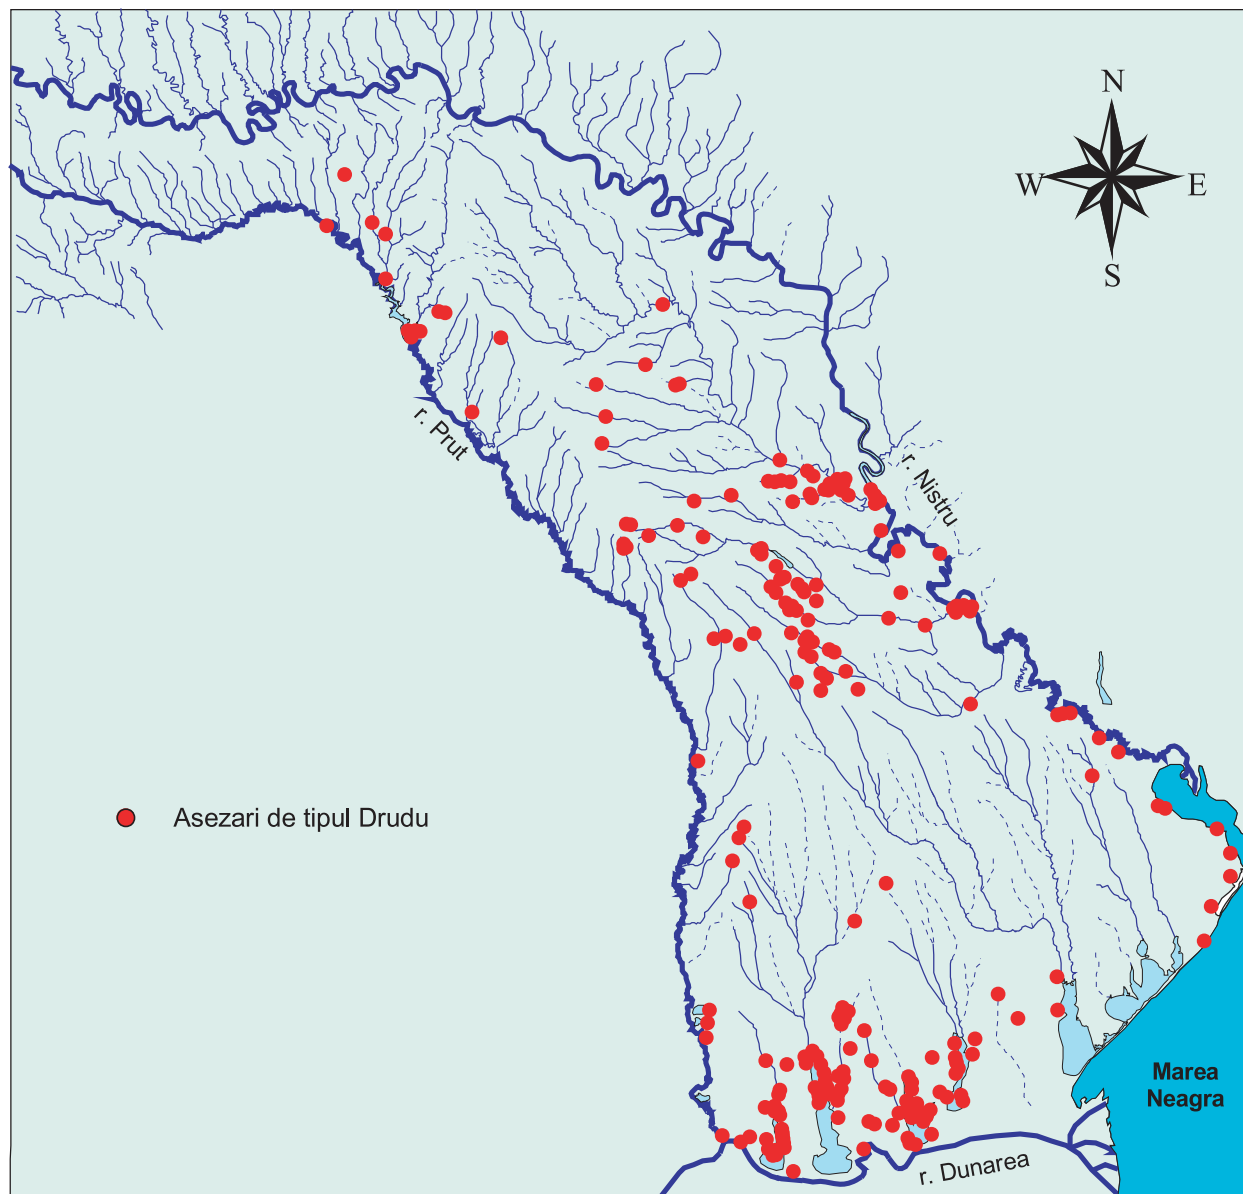 N
W
E
S
r. Prut
r. Nistru
Asezari de tipul Drudu
Marea
Neagra
r. Dunarea